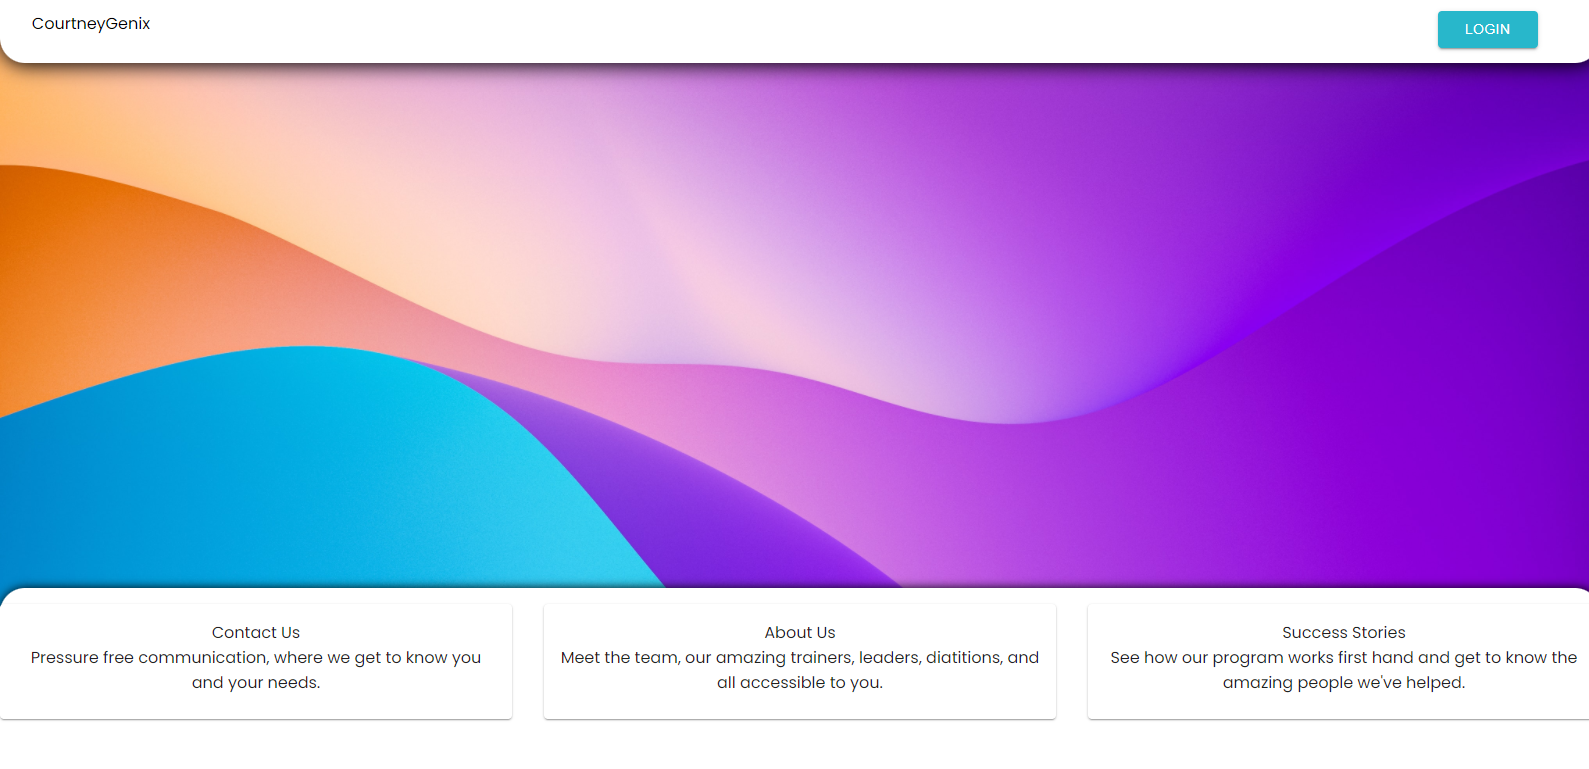 CourtneyGenix
LOGIN
Contact Us
Pressure free communication, where we get to know you
and your needs.
About Us
Meet the team, our amazing trainers, leaders, diatitions, and
all accessible to you.
Success Stories
See how our program works first hand and get to know the
amazing people we've helped.